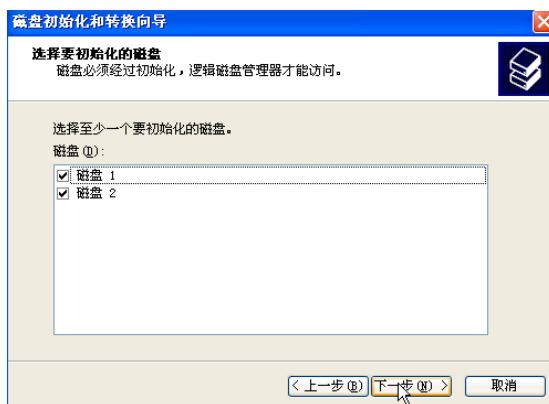 磁盘初始化和转换向导
选择要初始化的磁盘
磁盘必须经过初始化，逻辑磁盘管理器才能访问。
选择至少一个要初始化的磁盘。
磁盘(D):
磁盘 1
磁盘 2
< 上一步(B) 下一步(N) > 取消